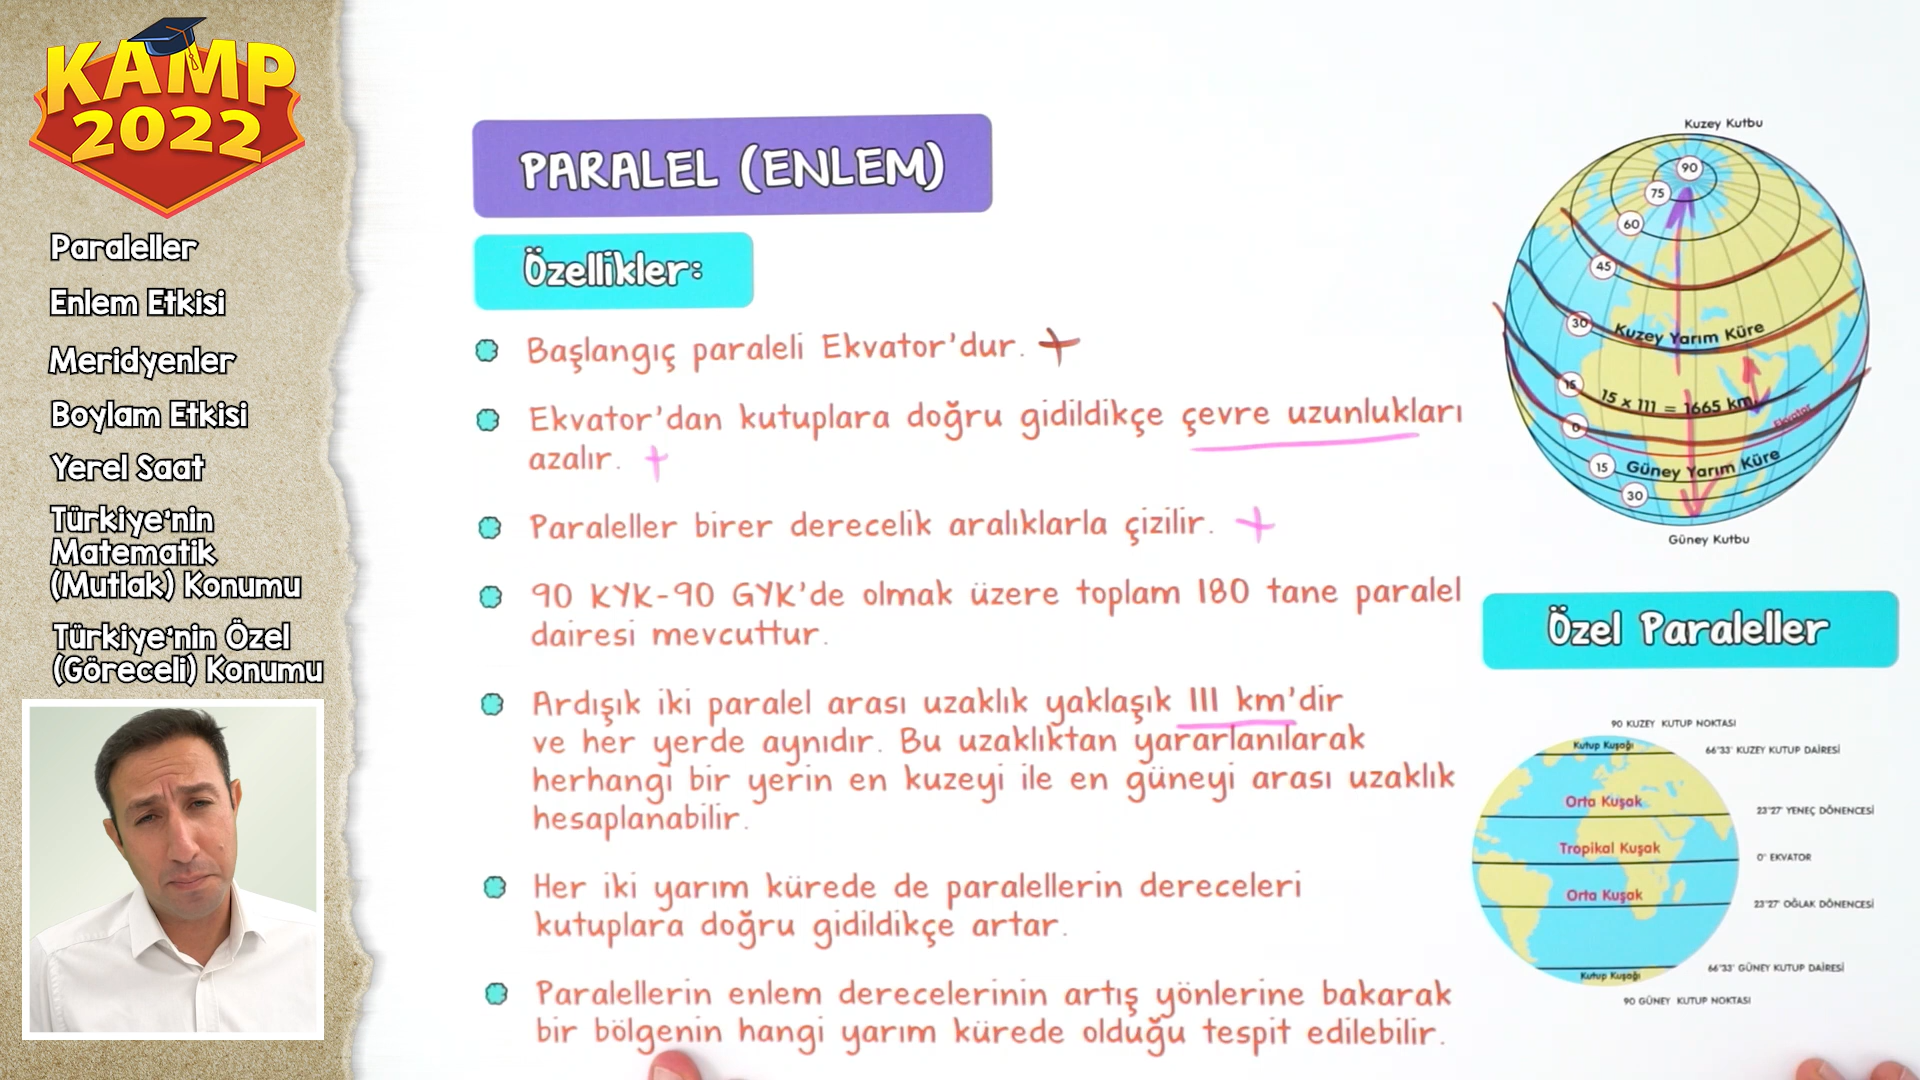 KAMP
2022
Paraleller
Enlem Etkisi
Meridyenler
Boylam Etkisi
Yerel Saat
Türkiye'nin
Matematik
(Mutlak) Konumu
Türkiye'nin Özel
(Göreceli) Konumu
PARALEL (ENLEM)
Özellikler:
Başlangıç paraleli Ekvator'dur. +
Ekvator'dan kutuplara doğru gidildikçe çevre uzunlukları
azalır. +
Paraleller birer derecelik aralıklarla çizilir. +
90 KYK-90 GYK'de olmak üzere toplam 180 tane paralel
dairesi mevcuttur.
Ardışık iki paralel arası uzaklık yaklaşık 111 km'dir
ve her yerde aynıdır. Bu uzaklıktan yararlanılarak
herhangi bir yerin en kuzeyi ile en güneyi arası uzaklık
hesaplanabilir.
Her iki yarım kürede de paralellerin dereceleri
kutuplara doğru gidildikçe artar.
Paralellerin enlem derecelerinin artış yönlerine bakarak
bir bölgenin hangi yarım kürede olduğu tespit edilebilir.
Kuzey Kutbu
90
75
60
45
30
Kuzey Yarım Küre
15
15 x 111 = 1665 km
Ekvator
0
15
Güney Yarım Küre
30
Güney Kutbu
Özel Paraleller
90 KUZEY KUTUP NOKTASI
Kutup Kuşağı
66°33' KUZEY KUTUP DAİRESİ
Orta Kuşak
23°27' YENGEÇ DÖNENCESİ
Tropikal Kuşak
0° EKVATOR
Orta Kuşak
23°27' OĞLAK DÖNENCESİ
66°33' GÜNEY KUTUP DAİRESİ
Kutup Kuşağı
90 GÜNEY KUTUP NOKTASI